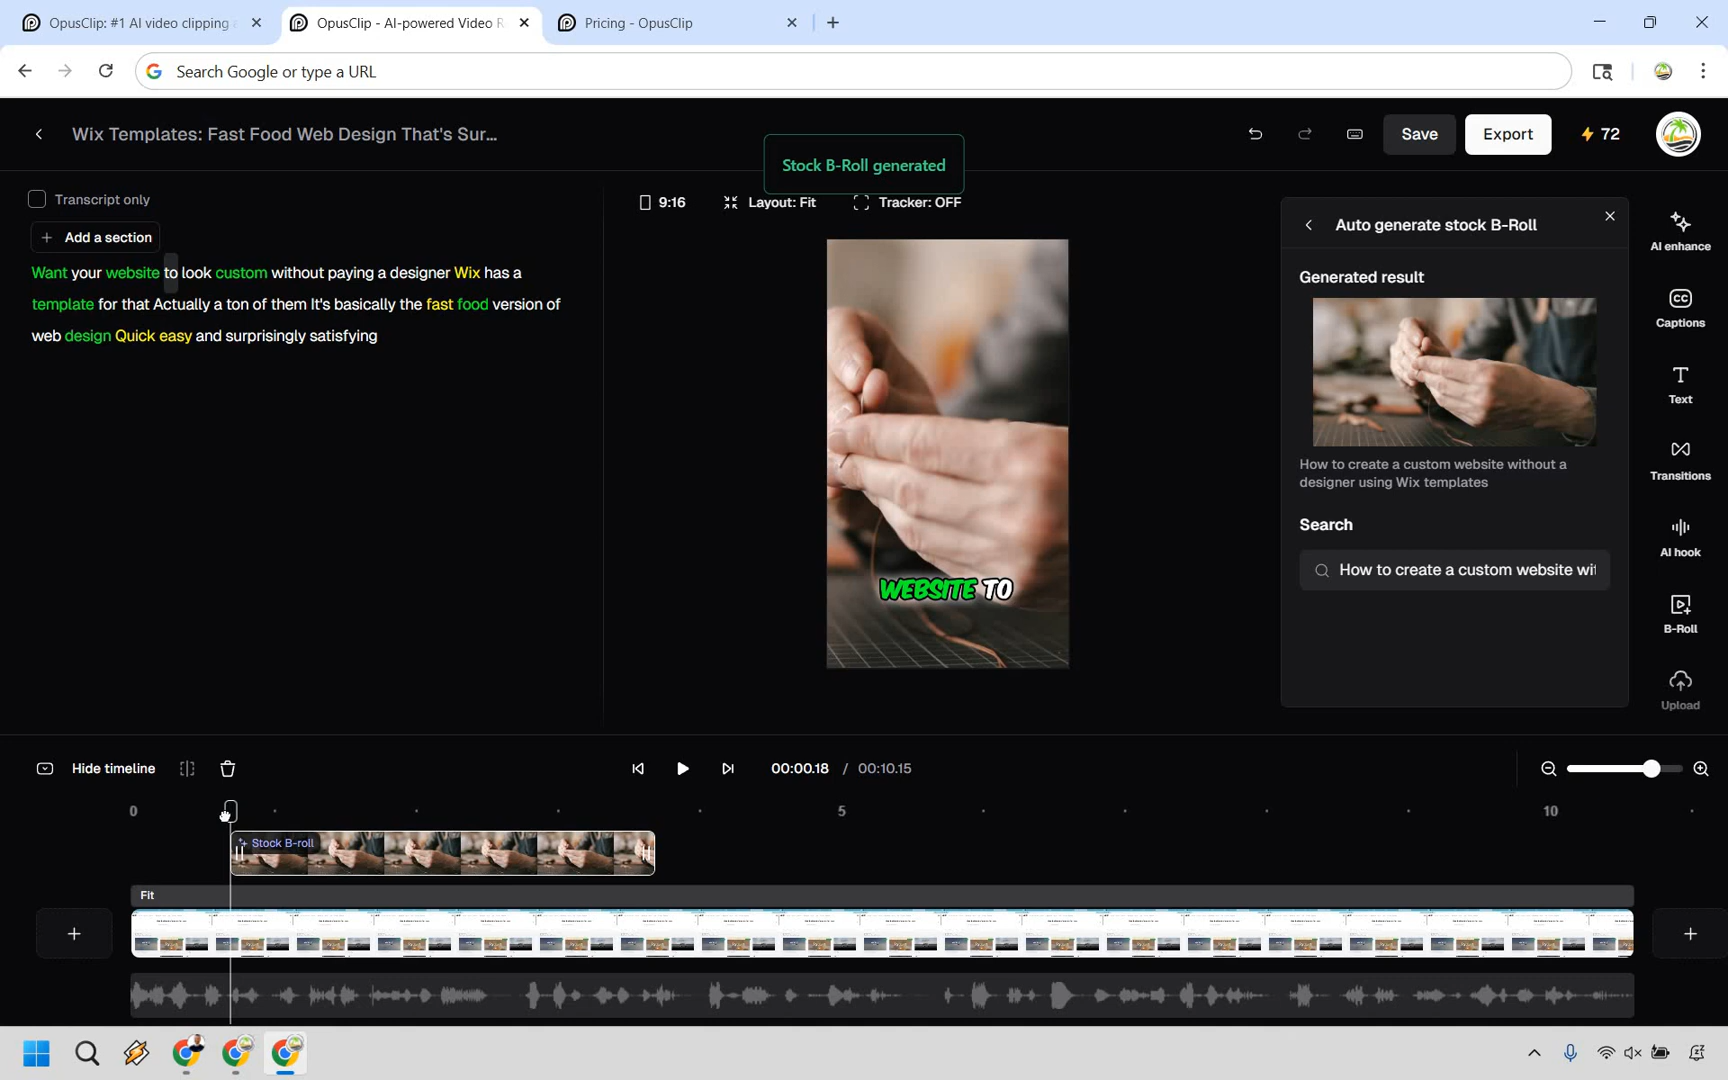 OpusClip: #1 AI video clipping a
OpusClip - AI-powered Video R
Pricing - OpusClip
Search Google or type a URL
Wix Templates: Fast Food Web Design That's Sur...
Save
Export
72
Stock B-Roll generated
Transcript only
9:16
Layout: Fit
Tracker: OFF
Add a section
Want your website to look custom without paying a designer Wix has a
template for that Actually a ton of them It's basically the fast food version of
web design Quick easy and surprisingly satisfying
WEBSITE TO
Auto generate stock B-Roll
Generated result
How to create a custom website without a
designer using Wix templates
Search
How to create a custom website wit
AI enhance
CC
Captions
T
Text
Transitions
AI hook
B-Roll
Upload
Hide timeline
00:00.18 / 00:10.15
0
5
10
Stock B-roll
Fit